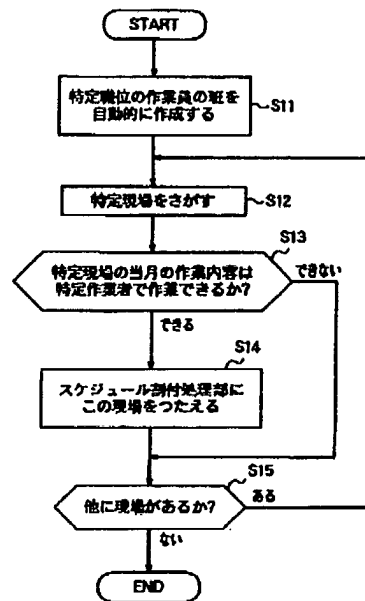 START
特定職位の作業員の班を
自動的に作成する
S11
特定現場をさがす
S12
S13
特定現場の当月の作業内容は
特定作業者で作業できるか?
できない
できる
S14
スケジュール割付処理部に
この現場をつたえる
S15
他に現場があるか?
ある
ない
END